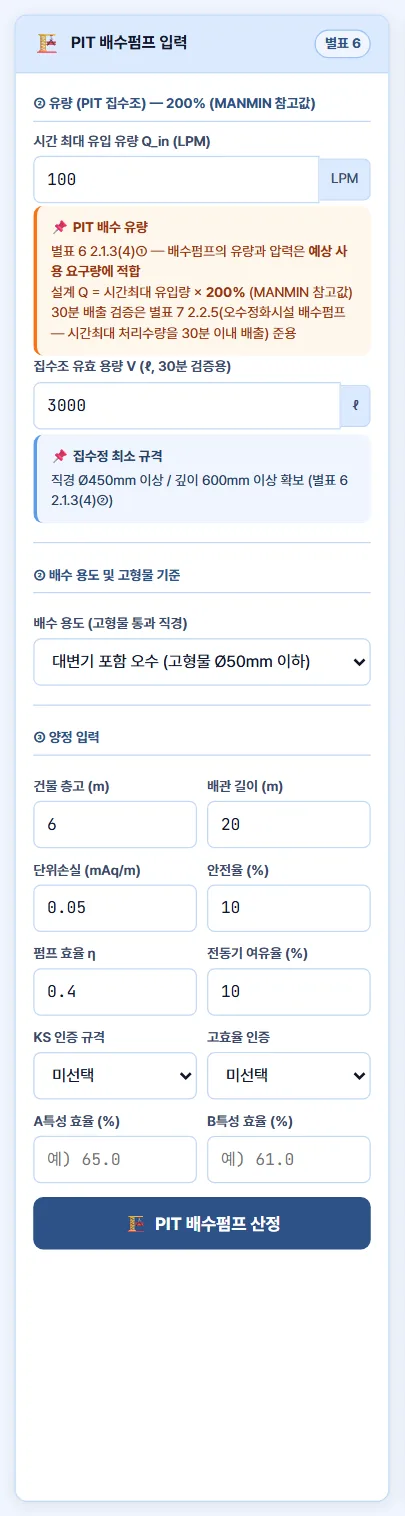 PIT 배수펌프 입력
별표 6
② 유량 (PIT 집수조) — 200% (MANMIN 참고값)
시간 최대 유입 유량 Q_in (LPM)
100
LPM
📌 PIT 배수 유량
별표 6 2.1.3(4)① — 배수펌프의 유량과 압력은 예상 사
용 요구량에 적합
설계 Q = 시간최대 유입량 × 200% (MANMIN 참고값)
30분 배출 검증은 별표 7 2.2.5(오수정화시설 배수펌프
— 시간최대 처리수량을 30분 이내 배출) 준용
집수조 유효 용량 V (ℓ, 30분 검증용)
3000
ℓ
📌 집수정 최소 규격
직경 Ø450mm 이상 / 깊이 600mm 이상 확보 (별표 6
2.1.3(4)②)
② 배수 용도 및 고형물 기준
배수 용도 (고형물 통과 직경)
대변기 포함 오수 (고형물 Ø50mm 이하)
③ 양정 입력
건물 층고 (m)
배관 길이 (m)
6
20
단위손실 (mAq/m)
안전율 (%)
0.05
10
펌프 효율 η
전동기 여유율 (%)
0.4
10
KS 인증 규격
고효율 인증
미선택
미선택
A특성 효율 (%)
B특성 효율 (%)
예) 65.0
예) 61.0
PIT 배수펌프 산정